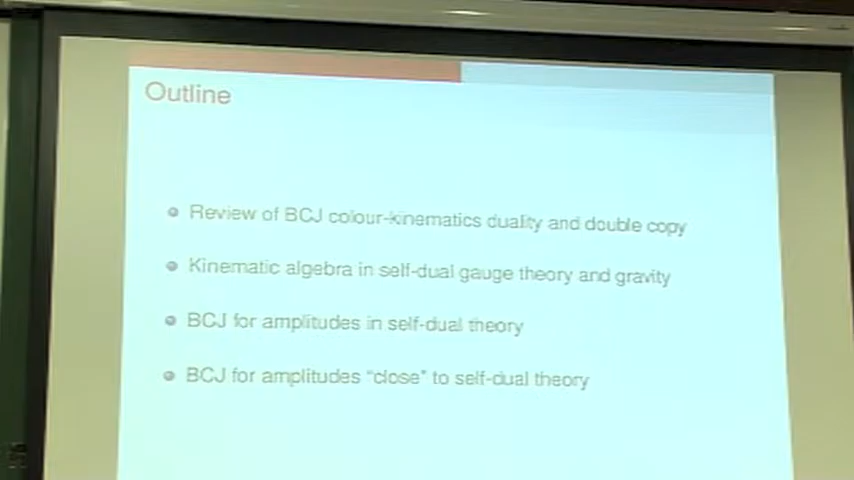 Outline
Review of BCJ colour-kinematics duality and double copy
Kinematic algebra in self-dual gauge theory and gravity
BCJ for amplitudes in self-dual theory
BCJ for amplitudes “close” to self-dual theory